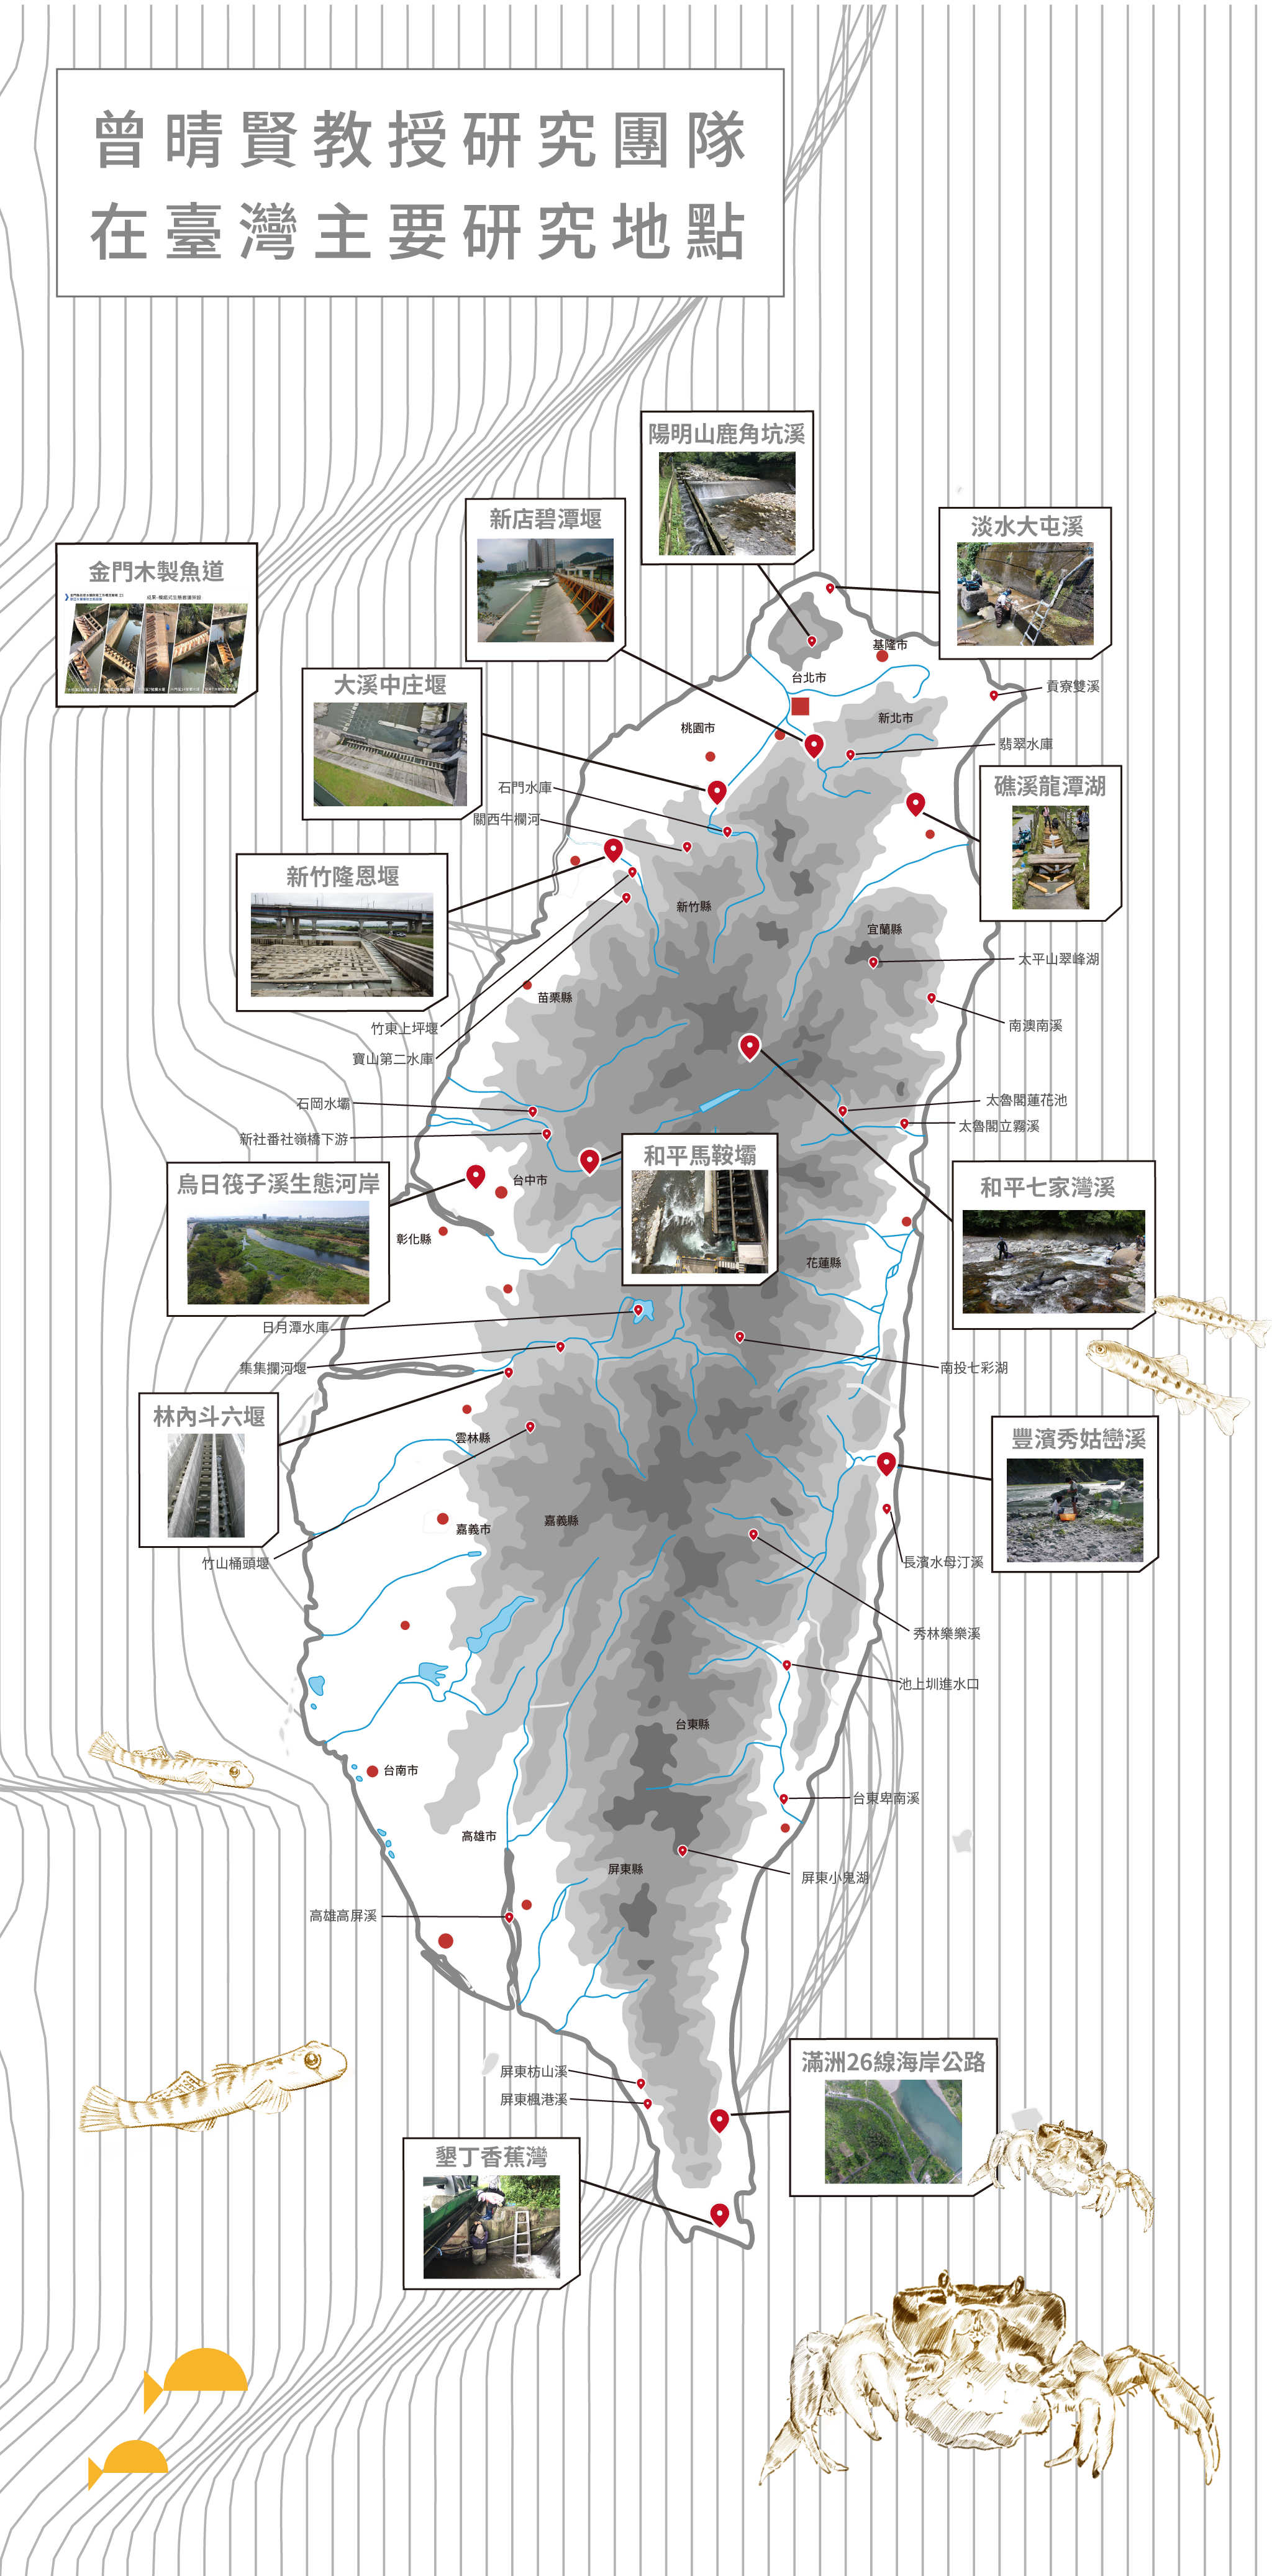 曾晴賢教授研究團隊
在臺灣主要研究地點
陽明山鹿角坑溪
新店碧潭堰
淡水大屯溪
金門木製魚道
成果-橫艇式生態廊道架設
基隆市
大溪中庄堰
台北市
貢寮雙溪
新北市
桃園市
翡翠水庫
石門水庫
礁溪龍潭湖
關西牛欄河
新竹隆恩堰
新竹縣
宜蘭縣
太平山翠峰湖
苗栗縣
南澳南溪
竹東上坪堰
寶山第二水庫
石岡水壩
太魯閣蓮花池
太魯閣立霧溪
新社番社嶺橋下游
和平馬鞍壩
烏日筏子溪生態河岸
台中市
和平七家灣溪
彰化縣
花蓮縣
日月潭水庫
集集攔河堰
南投七彩湖
林內斗六堰
雲林縣
豐濱秀姑巒溪
嘉義市
嘉義縣
竹山桶頭堰
長濱水母汀溪
秀林樂樂溪
池上圳進水口
台東縣
台南市
台東卑南溪
高雄市
屏東縣
屏東小鬼湖
高雄高屏溪
滿洲26線海岸公路
屏東枋山溪
屏東楓港溪
墾丁香蕉灣